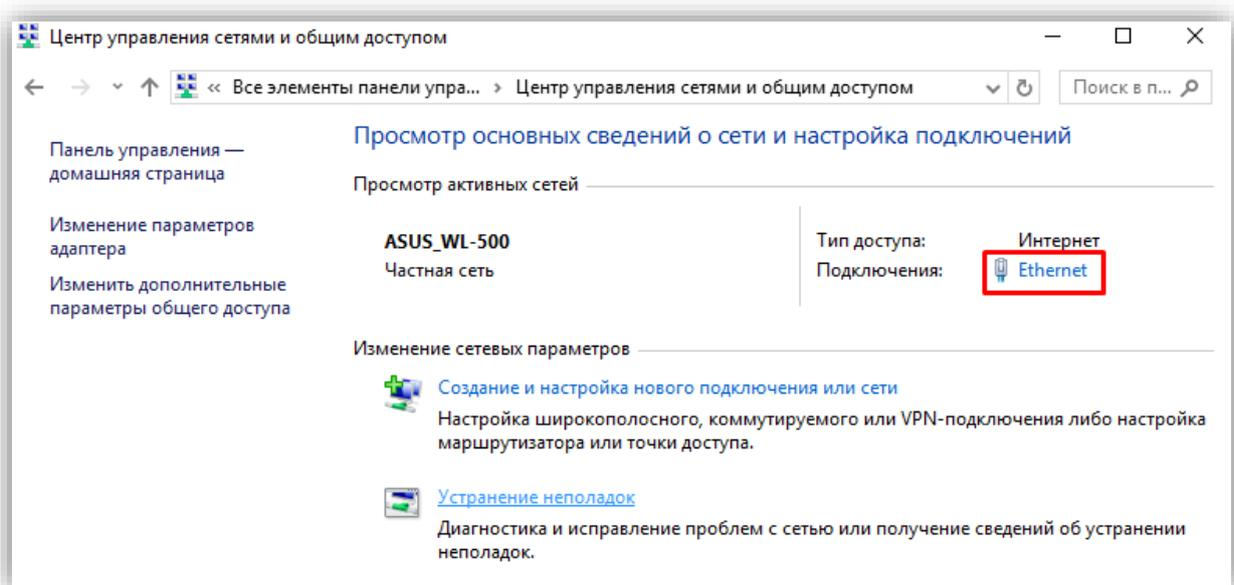 Центр управления сетями и общим доступом
« Все элементы панели упра... › Центр управления сетями и общим доступом
Поиск в п...
Панель управления —
домашняя страница
Изменение параметров
адаптера
Изменить дополнительные
параметры общего доступа
Просмотр основных сведений о сети и настройка подключений
Просмотр активных сетей
ASUS_WL-500
Частная сеть
Тип доступа: Интернет
Подключения: Ethernet
Изменение сетевых параметров
Создание и настройка нового подключения или сети
Настройка широкополосного, коммутируемого или VPN-подключения либо настройка
маршрутизатора или точки доступа.
Устранение неполадок
Диагностика и исправление проблем с сетью или получение сведений об устранении
неполадок.